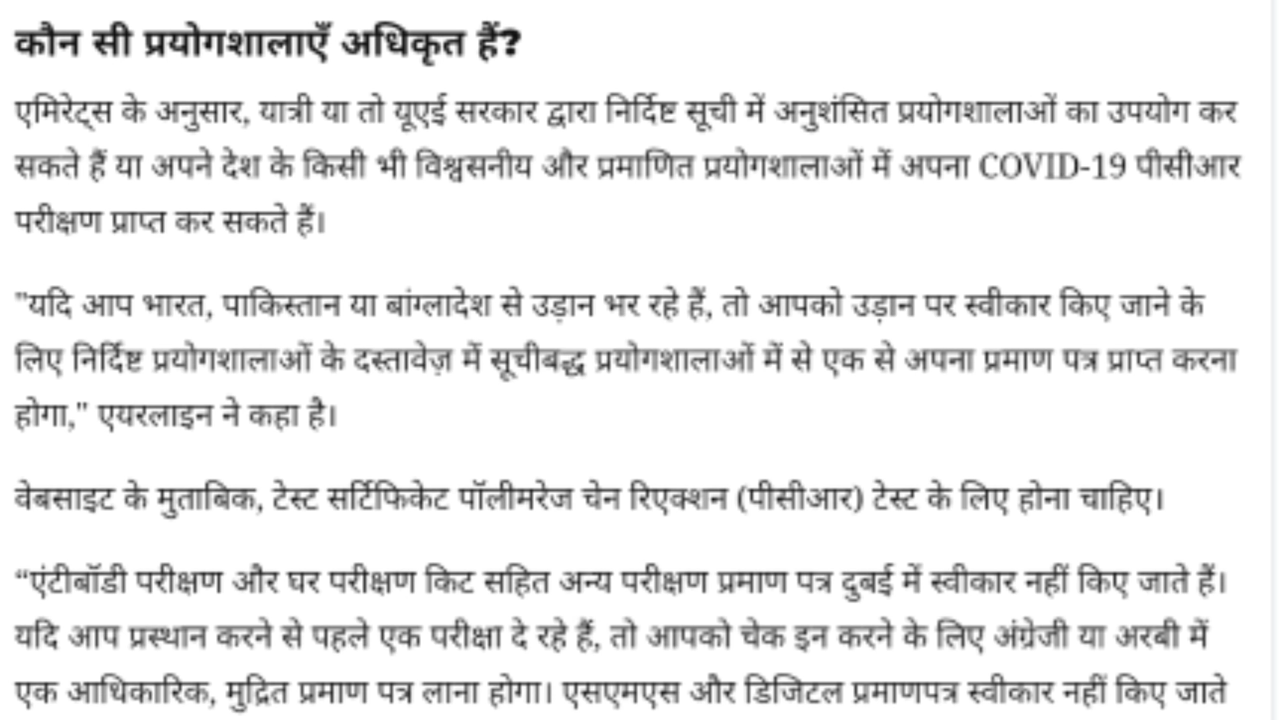 कौन सी प्रयोगशालाएँ अधिकृत हैं?
एमिरेट्स के अनुसार, यात्री या तो यूएई सरकार द्वारा निर्दिष्ट सूची में अनुशंसित प्रयोगशालाओं का उपयोग कर
सकते हैं या अपने देश के किसी भी विश्वसनीय और प्रमाणित प्रयोगशालाओं में अपना COVID-19 पीसीआर
परीक्षण प्राप्त कर सकते हैं।
"यदि आप भारत, पाकिस्तान या बांग्लादेश से उड़ान भर रहे हैं, तो आपको उड़ान पर स्वीकार किए जाने के
लिए निर्दिष्ट प्रयोगशालाओं के दस्तावेज़ में सूचीबद्ध प्रयोगशालाओं में से एक से अपना प्रमाण पत्र प्राप्त करना
होगा," एयरलाइन ने कहा है।
वेबसाइट के मुताबिक, टेस्ट सर्टिफिकेट पॉलीमरेज चेन रिएक्शन (पीसीआर) टेस्ट के लिए होना चाहिए।
“एंटीबॉडी परीक्षण और घर परीक्षण किट सहित अन्य परीक्षण प्रमाण पत्र दुबई में स्वीकार नहीं किए जाते हैं।
यदि आप प्रस्थान करने से पहले एक परीक्षा दे रहे हैं, तो आपको चेक इन करने के लिए अंग्रेजी या अरबी में
एक आधिकारिक, मुद्रित प्रमाण पत्र लाना होगा। एसएमएस और डिजिटल प्रमाणपत्र स्वीकार नहीं किए जाते